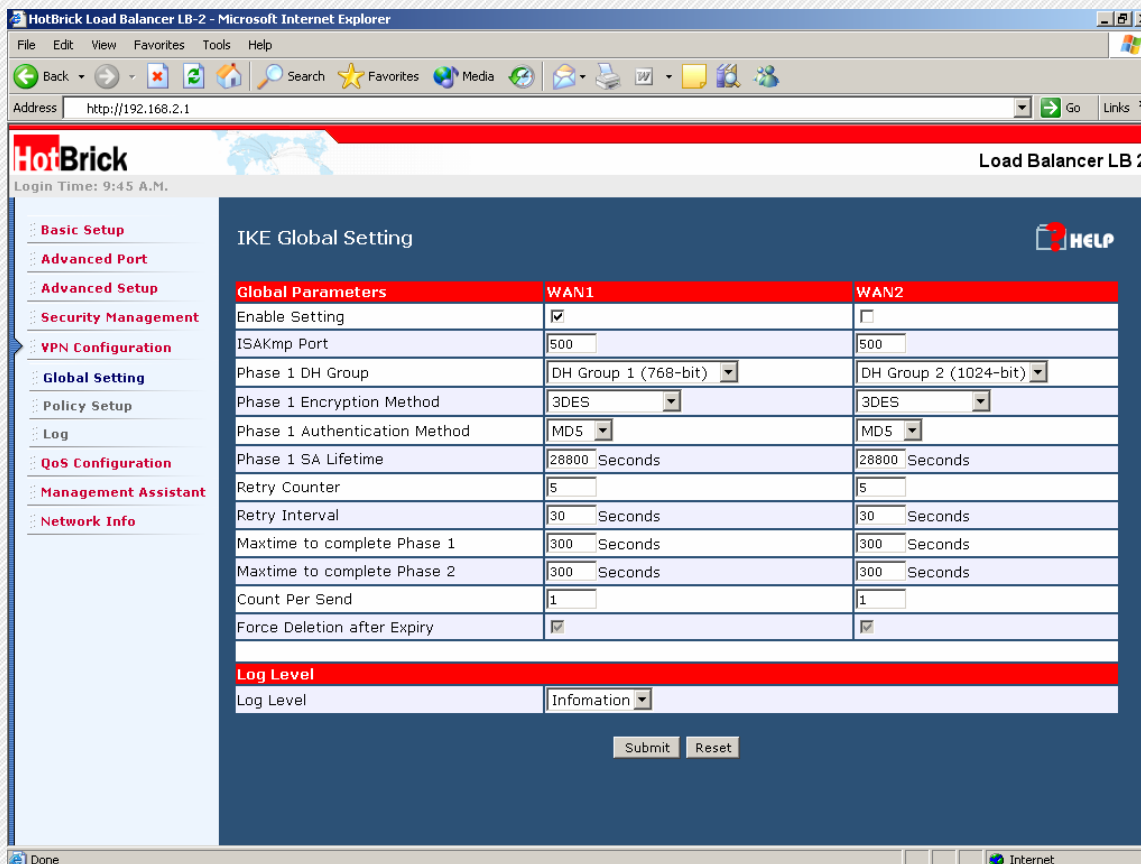 HotBrick Load Balancer LB-2 - Microsoft Internet Explorer
File Edit View Favorites Tools Help
Back Search Favorites Media
Address http://192.168.2.1 Go Links
HotBrick
Load Balancer LB 2
Login Time: 9:45 A.M.
Basic Setup
Advanced Port
Advanced Setup
Security Management
VPN Configuration
Global Setting
Policy Setup
Log
QoS Configuration
Management Assistant
Network Info
IKE Global Setting
HELP
Global Parameters WAN1 WAN2
Enable Setting
ISAKmp Port 500 500
Phase 1 DH Group DH Group 1 (768-bit) DH Group 2 (1024-bit)
Phase 1 Encryption Method 3DES 3DES
Phase 1 Authentication Method MD5 MD5
Phase 1 SA Lifetime 28800 Seconds 28800 Seconds
Retry Counter 5 5
Retry Interval 30 Seconds 30 Seconds
Maxtime to complete Phase 1 300 Seconds 300 Seconds
Maxtime to complete Phase 2 300 Seconds 300 Seconds
Count Per Send 1 1
Force Deletion after Expiry
Log Level
Log Level Infomation
Submit Reset
Done Internet